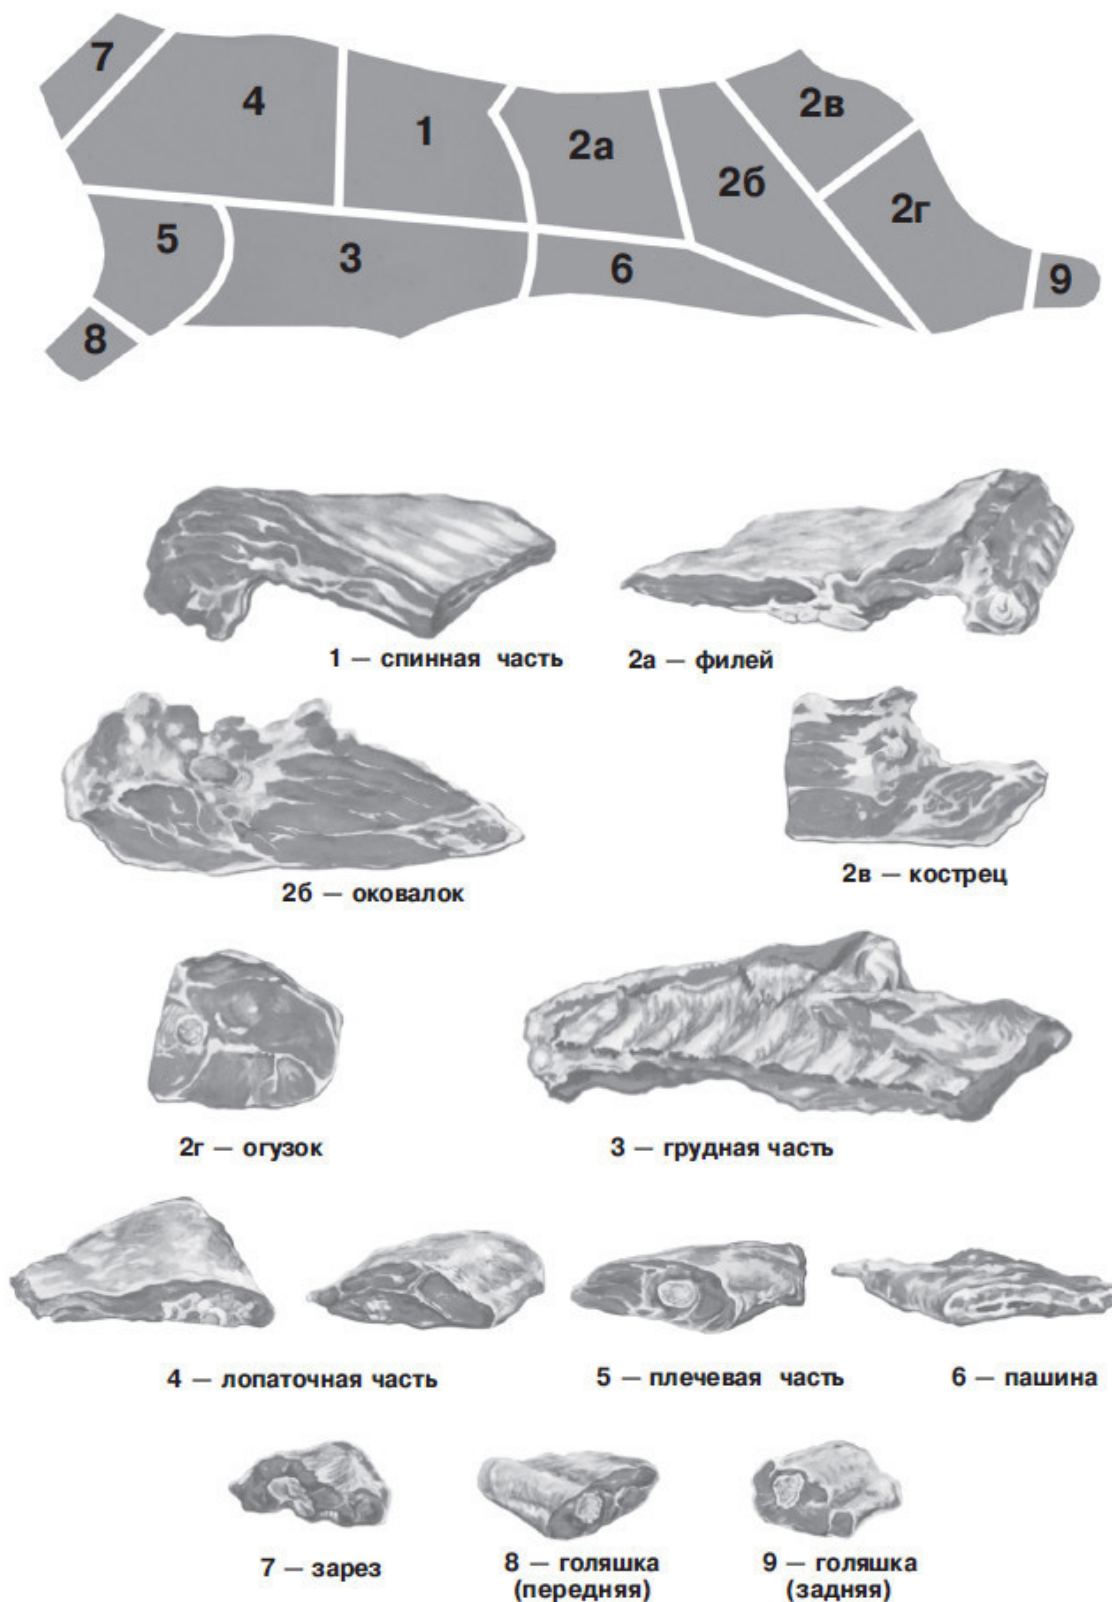 7
4
1
2а
2б
2в
2г
5
3
6
9
8
1 — спинная часть
2а — филей
2б — оковалок
2в — кострец
2г — огузок
3 — грудная часть
4 — лопаточная часть
5 — плечевая часть
6 — пашина
7 — зарез
8 — голяшка
(передняя)
9 — голяшка
(задняя)